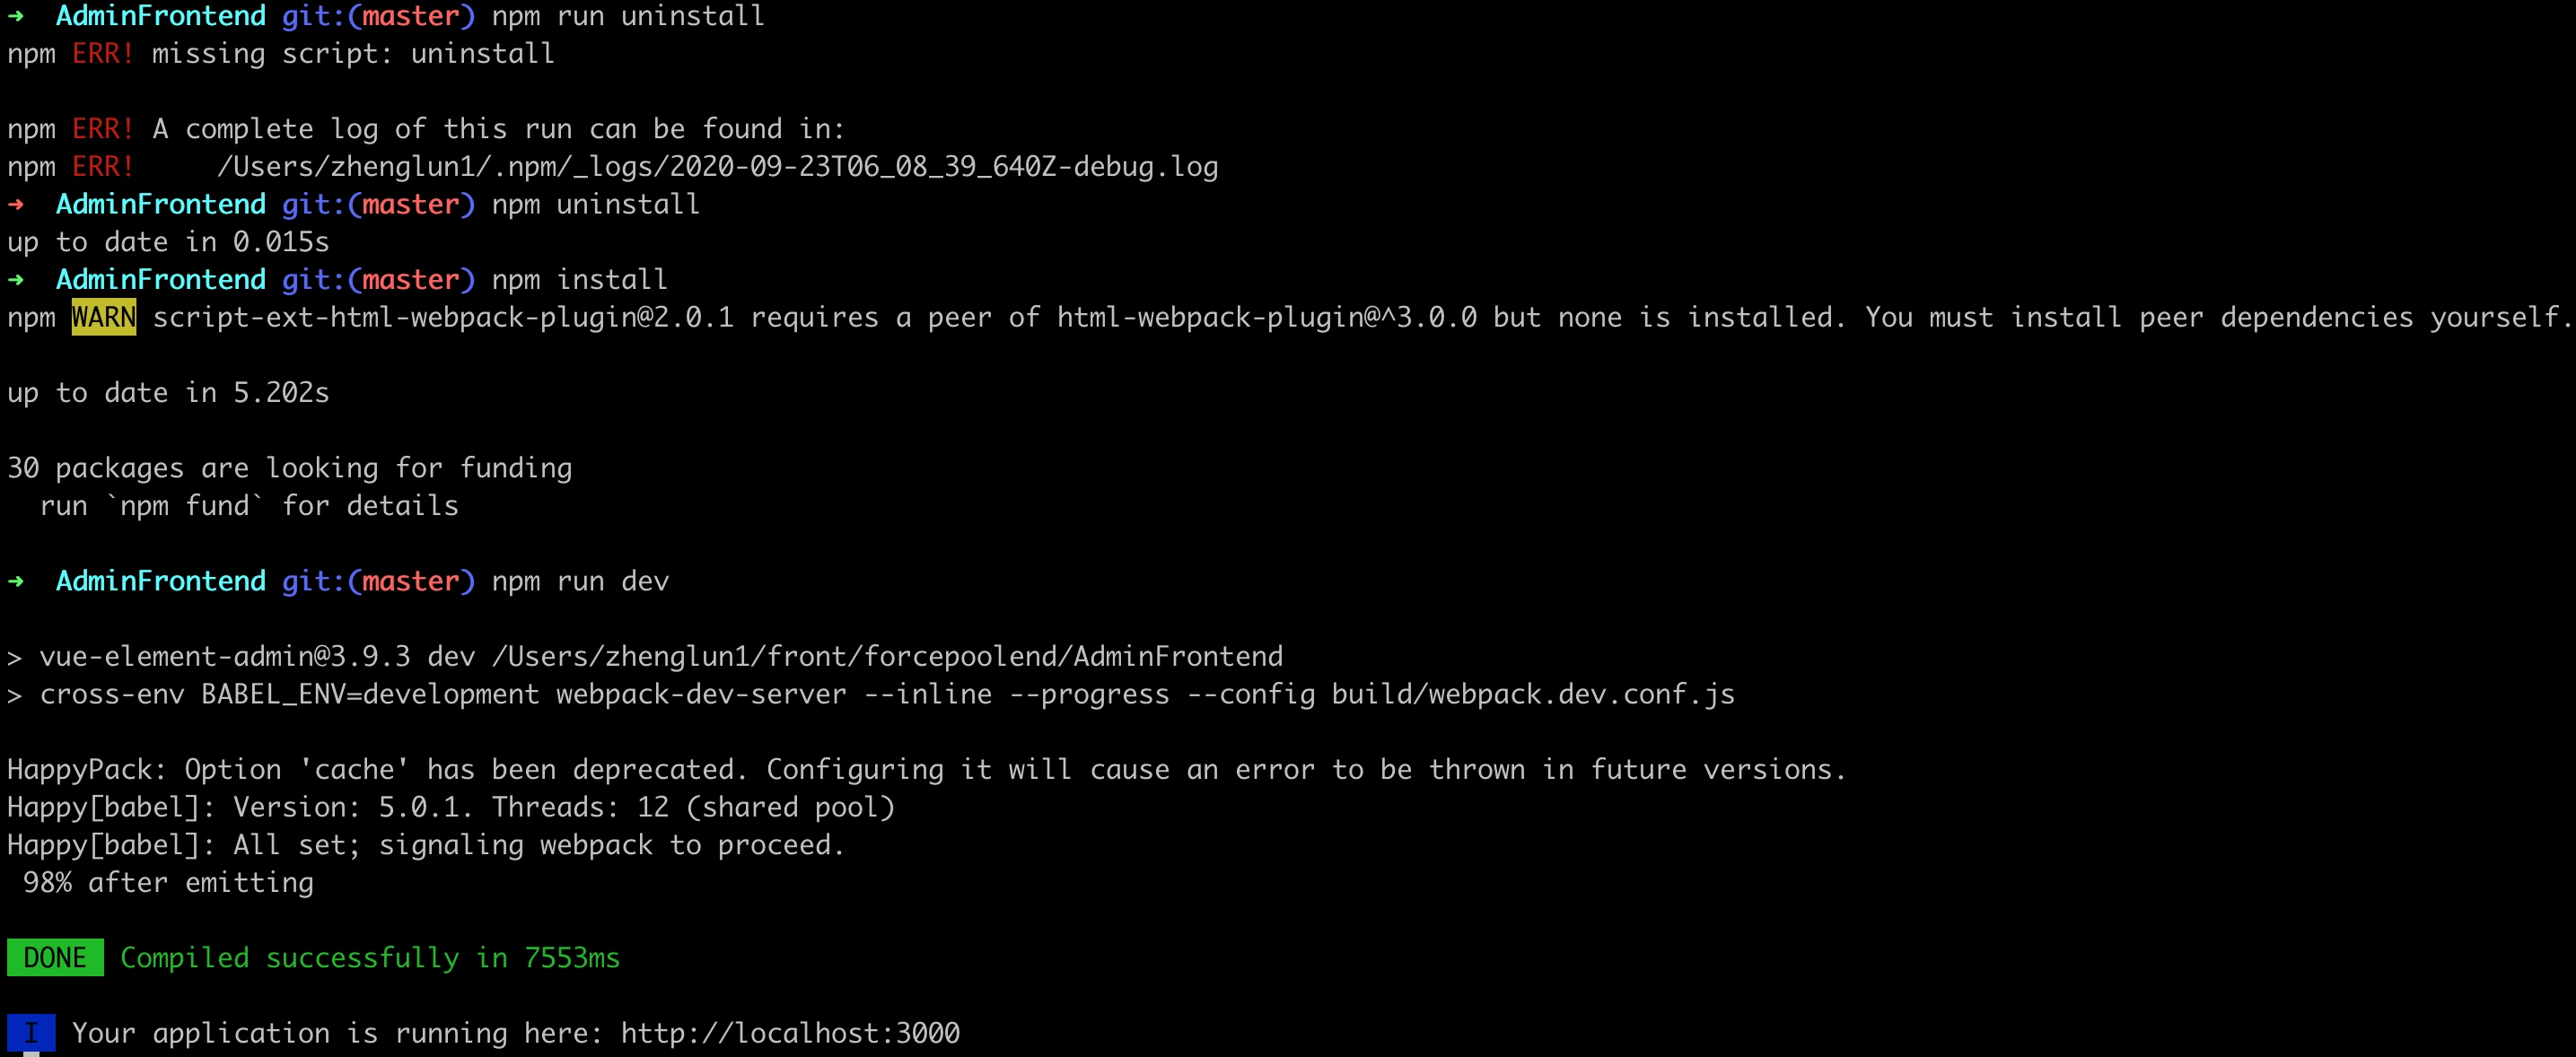 ➜  AdminFrontend git:(master) npm run uninstall
npm ERR! missing script: uninstall
npm ERR! A complete log of this run can be found in:
npm ERR!     /Users/zhenglun1/.npm/_logs/2020-09-23T06_08_39_640Z-debug.log
➜  AdminFrontend git:(master) npm uninstall
up to date in 0.015s
➜  AdminFrontend git:(master) npm install
npm WARN script-ext-html-webpack-plugin@2.0.1 requires a peer of html-webpack-plugin@^3.0.0 but none is installed. You must install peer dependencies yourself.
up to date in 5.202s
30 packages are looking for funding
  run `npm fund` for details
➜  AdminFrontend git:(master) npm run dev
> vue-element-admin@3.9.3 dev /Users/zhenglun1/front/forcepoolend/AdminFrontend
> cross-env BABEL_ENV=development webpack-dev-server --inline --progress --config build/webpack.dev.conf.js
HappyPack: Option 'cache' has been deprecated. Configuring it will cause an error to be thrown in future versions.
Happy[babel]: Version: 5.0.1. Threads: 12 (shared pool)
Happy[babel]: All set; signaling webpack to proceed.
 98% after emitting
 DONE  Compiled successfully in 7553ms
 I  Your application is running here: http://localhost:3000